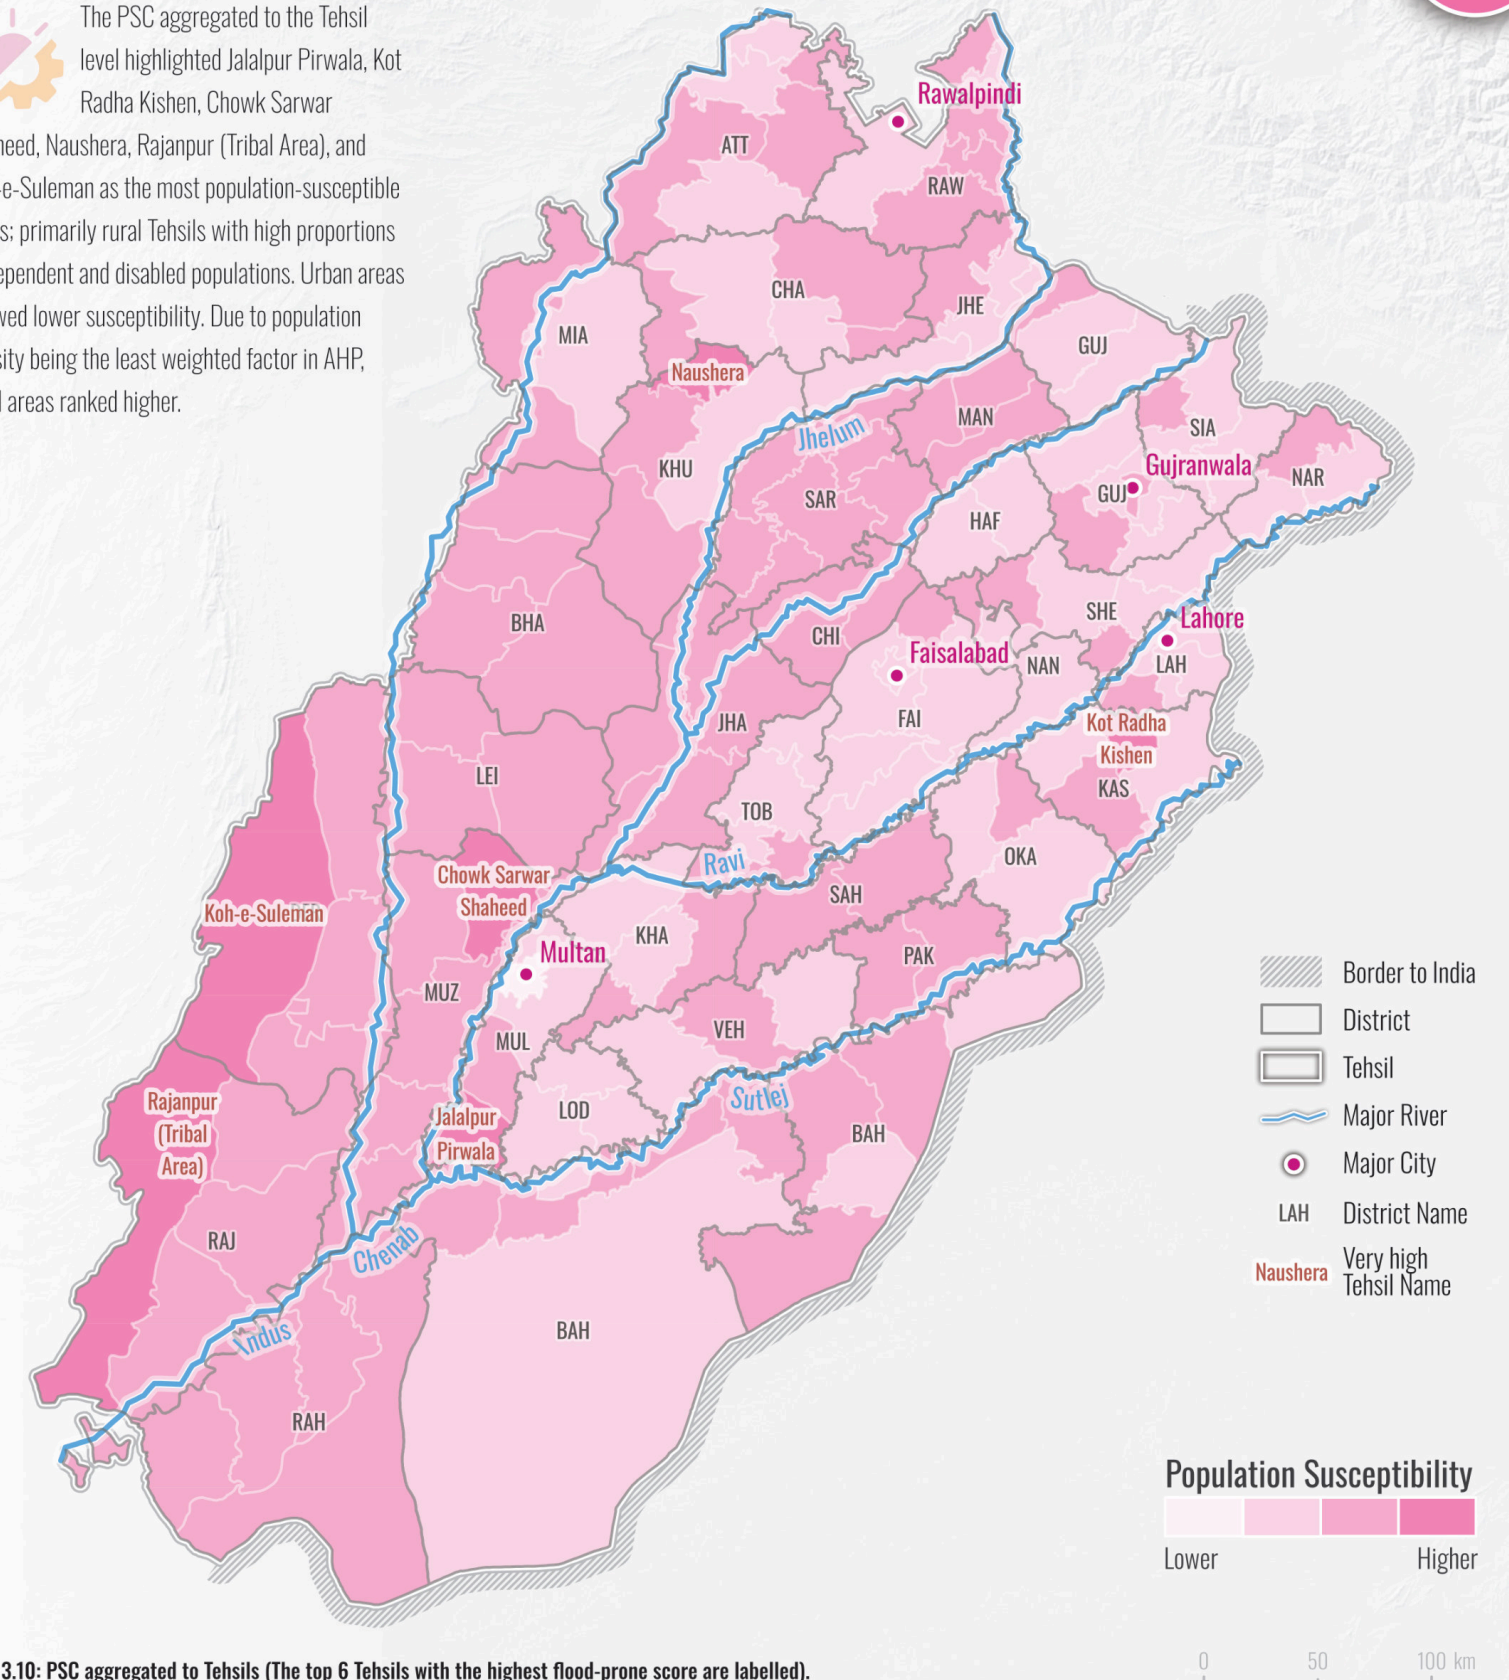 The PSC aggregated to the Tehsil
level highlighted Jalalpur Pirwala, Kot
Radha Kishen, Chowk Sarwar
Naushera, Rajanpur (Tribal Area), and
-e-Suleman as the most population-susceptible
primarily rural Tehsils with high proportions
and disabled populations. Urban areas
lower susceptibility. Due to population
being the least weighted factor in AHP,
areas ranked higher.
Rawalpindi
ATT
RAW
CHA
JHE
MIA
GUJ
Naushera
MAN
Jhelum
SIA
KHU
Gujranwala
NAR
SAR
GUJ
HAF
BHA
CHI
SHE
Lahore
Faisalabad
NAN
LAH
JHA
FAI
Kot Radha
Kishen
LEI
KAS
TOB
OKA
Ravi
Chowk Sarwar
Shaheed
SAH
Koh-e-Suleman
KHA
Multan
PAK
MUZ
VEH
MUL
Sutlej
Rajanpur
(Tribal
Area)
LOD
Jalalpur
Pirwala
BAH
RAJ
Chenab
Indus
BAH
RAH
Border to India
District
Tehsil
Major River
Major City
LAH District Name
Naushera Very high
Tehsil Name
Population Susceptibility
Lower Higher
0 50 100 km
3.10: PSC aggregated to Tehsils (The top 6 Tehsils with the highest flood-prone score are labelled).